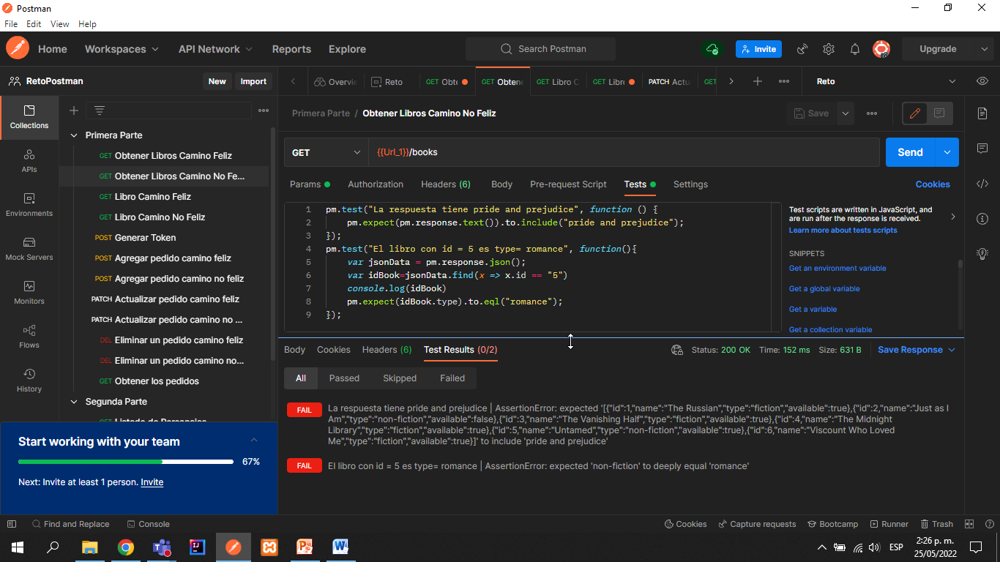 Postman
File Edit View Help
Home Workspaces API Network Reports Explore
Search Postman
Invite
Upgrade
RetoPostman
New Import
Overvie
Reto
GET Obte
GET Obten
GET Libro C
GET Libro
PATCH Actu
GET
Reto
Collections
APIs
Environments
Mock Servers
Monitors
Flows
History
Primera Parte
GET Obtener Libros Camino Feliz
GET Obtener Libros Camino No Fe...
GET Libro Camino Feliz
GET Libro Camino No Feliz
POST Generar Token
POST Agregar pedido camino feliz
POST Agregar pedido camino no feliz
PATCH Actualizar pedido camino feliz
PATCH Actualizar pedido camino no ...
DEL Eliminar un pedido camino feliz
DEL Eliminar un pedido camino no...
GET Obtener los pedidos
Segunda Parte
Start working with your team
67%
Next: Invite at least 1 person. Invite
Primera Parte / Obtener Libros Camino No Feliz
Save
GET {{Url_1}}/books
Send
Params Authorization Headers (6) Body Pre-request Script Tests Settings
Cookies
1 pm.test("La respuesta tiene pride and prejudice", function () {
2 pm.expect(pm.response.text()).to.include("pride and prejudice");
3 });
4 pm.test("El libro con id = 5 es type= romance", function(){
5 var jsonData = pm.response.json();
6 var idBook=jsonData.find(x => x.id == "5")
7 console.log(idBook)
8 pm.expect(idBook.type).to.eql("romance");
9 });
Test scripts are written in JavaScript, and
are run after the response is received.
Learn more about tests scripts
SNIPPETS
Get an environment variable
Get a global variable
Get a variable
Get a collection variable
Body Cookies Headers (6) Test Results (0/2)
Status: 200 OK Time: 152 ms Size: 631 B Save Response
All Passed Skipped Failed
FAIL La respuesta tiene pride and prejudice | AssertionError: expected '[{"id":1,"name":"The Russian","type":"fiction","available":true},{"id":2,"name":"Just as I
Am","type":"non-fiction","available":false},{"id":3,"name":"The Vanishing Half","type":"fiction","available":true},{"id":4,"name":"The Midnight
Library","type":"fiction","available":true},{"id":5,"name":"Untamed","type":"non-fiction","available":true},{"id":6,"name":"Viscount Who Loved
Me","type":"fiction","available":true}]' to include 'pride and prejudice'
FAIL El libro con id = 5 es type= romance | AssertionError: expected 'non-fiction' to deeply equal 'romance'
Find and Replace Console
Cookies Capture requests Bootcamp Runner Trash
ESP
2:26 p. m.
25/05/2022